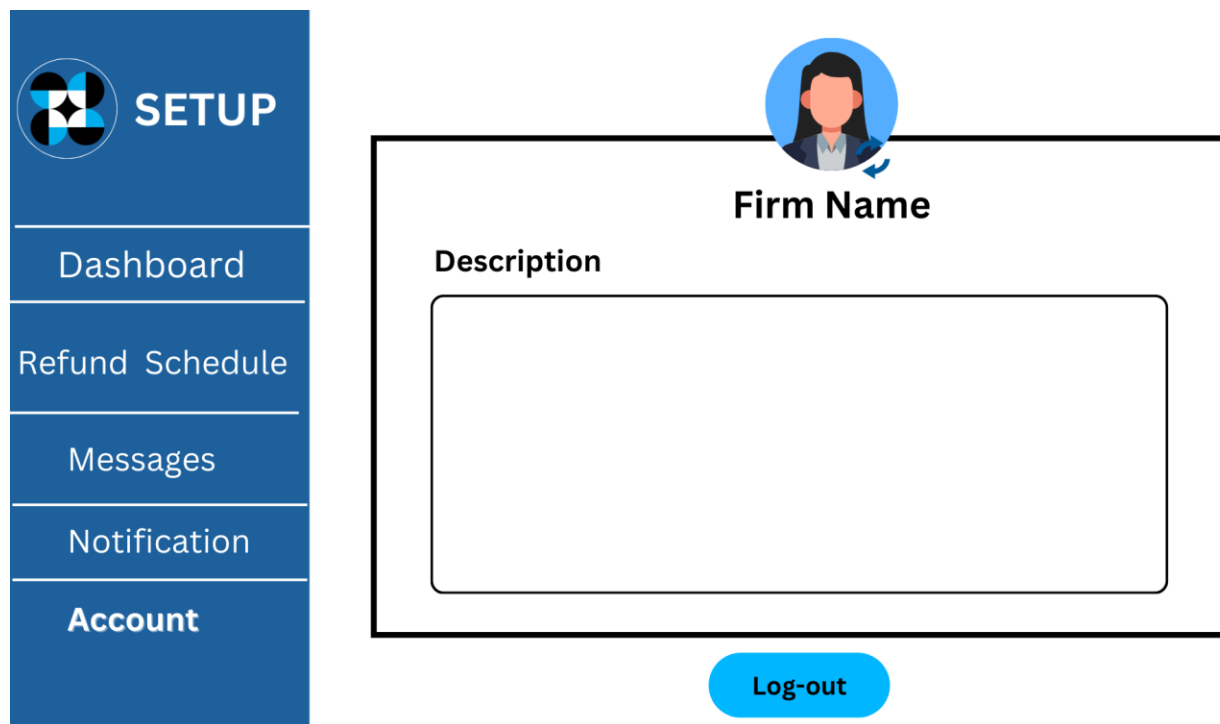 SETUP
Dashboard
Refund Schedule
Messages
Notification
Account
Firm Name
Description
Log-out